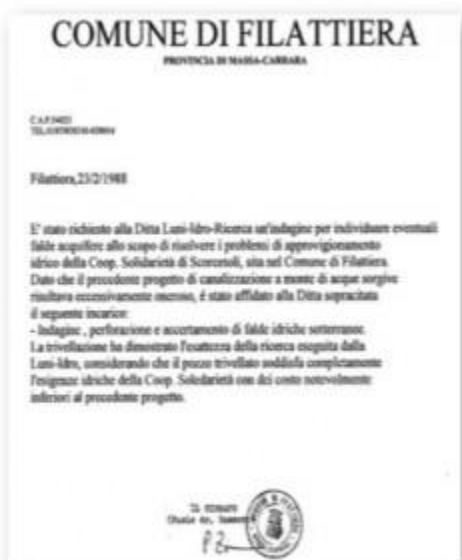 COMUNE DI FILATTIERA
PROVINCIA DI MASSA-CARRARA
C.A.P.
Filattiera,23/2/1988
E' stato richiesto alla Ditta Luni-Idro-Ricerca un'indagine per individuare eventuali
falde acquifere allo scopo di risolvere i problemi di approvigionamento
idrico della Coop. Solidarietà di Scorcetoli, sita nel Comune di Filattiera.
Dato che il precedente progetto di canalizzazione a monte di acque sorgive
risultava eccessivamente oneroso, é stato affidato alla Ditta sopracitata
il seguente incarico:
- Indagine , perforazione e accertamento di falde idriche sotterranee.
La trivellazione ha dimostrato l'esattezza della ricerca eseguita dalla
Luni-Idro, considerando che il pozzo trivellato soddisfa completamente
l'esigenze idriche della Coop. Soledarietà con dei costo notevolmente
inferiori al precedente progetto.
IL SINDACO